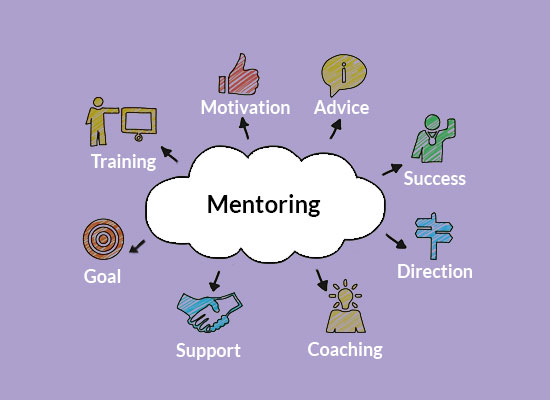 Motivation
Advice
Training
Success
Mentoring
Goal
Direction
Support
Coaching